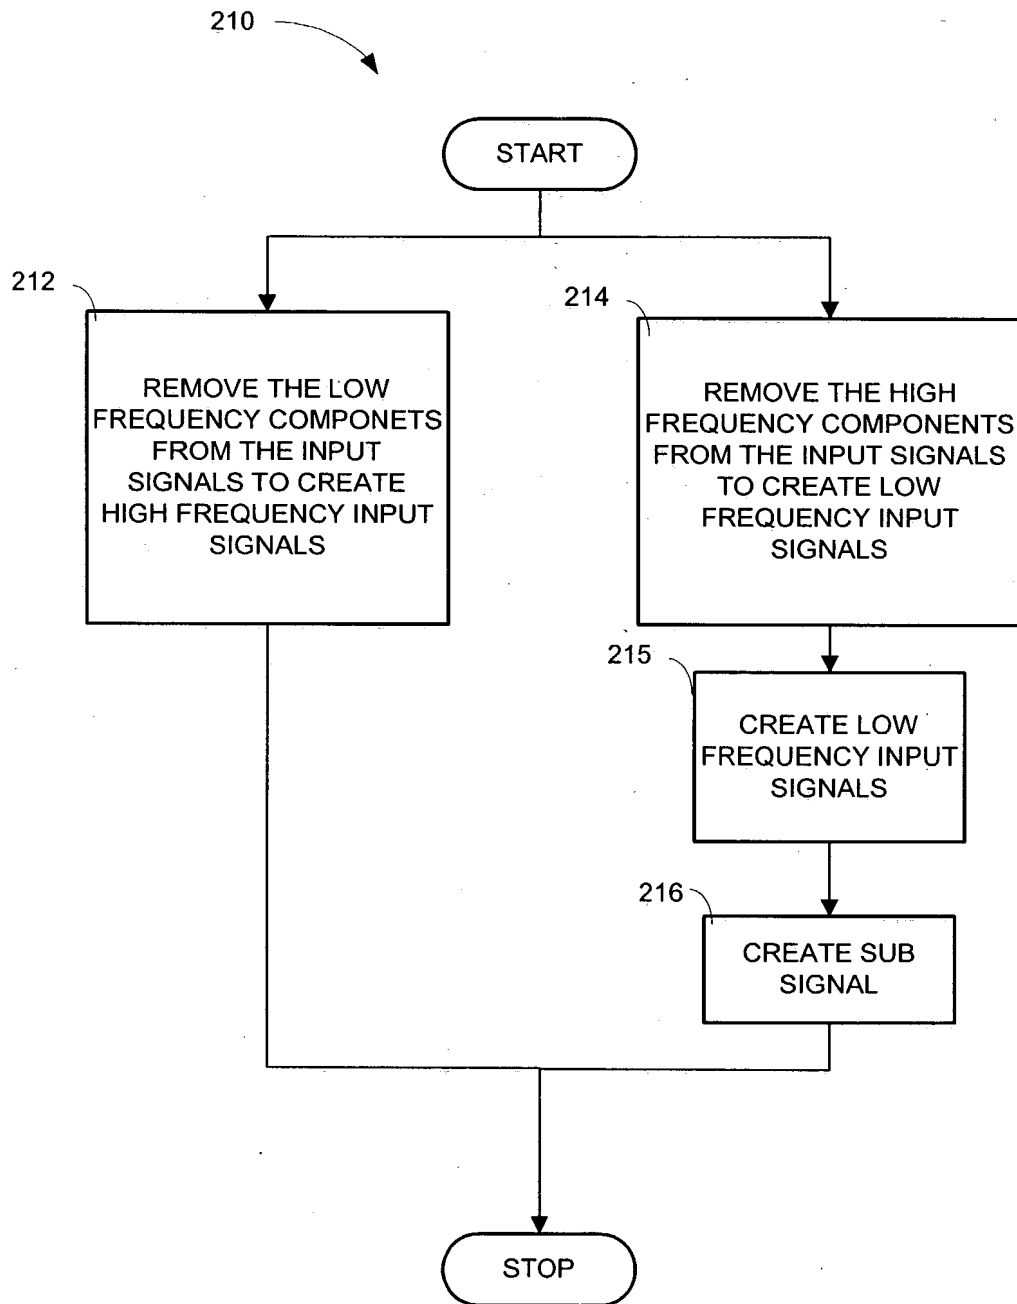 210
START
212
REMOVE THE LOW
FREQUENCY COMPONETS
FROM THE INPUT
SIGNALS TO CREATE
HIGH FREQUENCY INPUT
SIGNALS
214
REMOVE THE HIGH
FREQUENCY COMPONENTS
FROM THE INPUT SIGNALS
TO CREATE LOW
FREQUENCY INPUT
SIGNALS
215
CREATE LOW
FREQUENCY INPUT
SIGNALS
216
CREATE SUB
SIGNAL
STOP